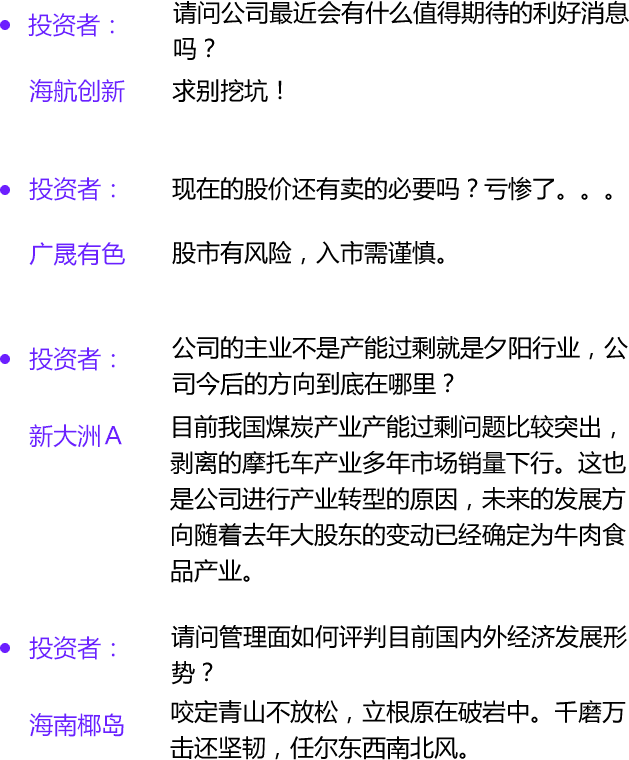 投资者： 请问公司最近会有什么值得期待的利好消息
吗？
海航创新 求别挖坑！
投资者： 现在的股价还有卖的必要吗？亏惨了。。。
广晟有色 股市有风险，入市需谨慎。
投资者： 公司的主业不是产能过剩就是夕阳行业，公
司今后的方向到底在哪里？
新大洲A 目前我国煤炭产业产能过剩问题比较突出，
剥离的摩托车产业多年市场销量下行。这也
是公司进行产业转型的原因，未来的发展方
向随着去年大股东的变动已经确定为牛肉食
品产业。
投资者： 请问管理面如何评判目前国内外经济发展形
势？
海南椰岛 咬定青山不放松，立根原在破岩中。千磨万
击还坚韧，任尔东西南北风。